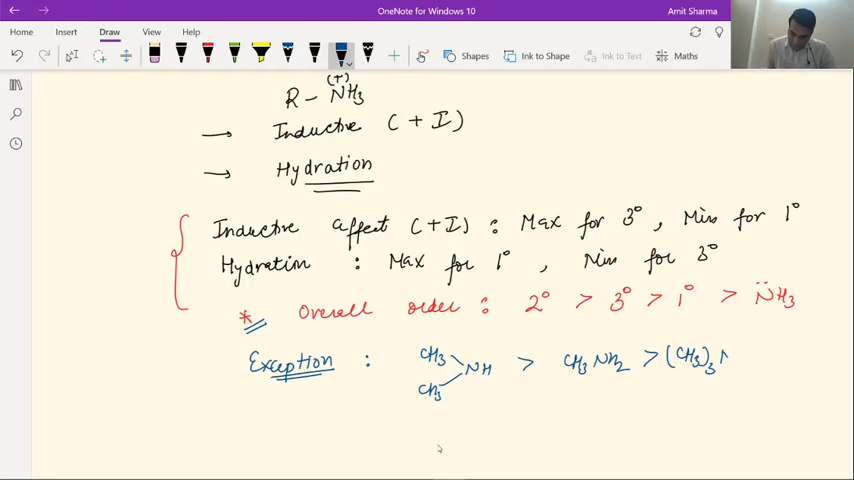 OneNote for Windows 10
Amit Sharma
Home Insert Draw View Help
Shapes Ink to Shape Ink to Text Maths
(+)
R - NH3
→ Inductive (+I)
→ Hydration
Inductive affect (+I) : Max for 3°, Min for 1°
Hydration : Max for 1°, Min for 3°
* Overall order : 2° > 3° > 1° > N̈H3
Exception : CH3 NH > CH3NH2 > (CH3)3 N
CH3